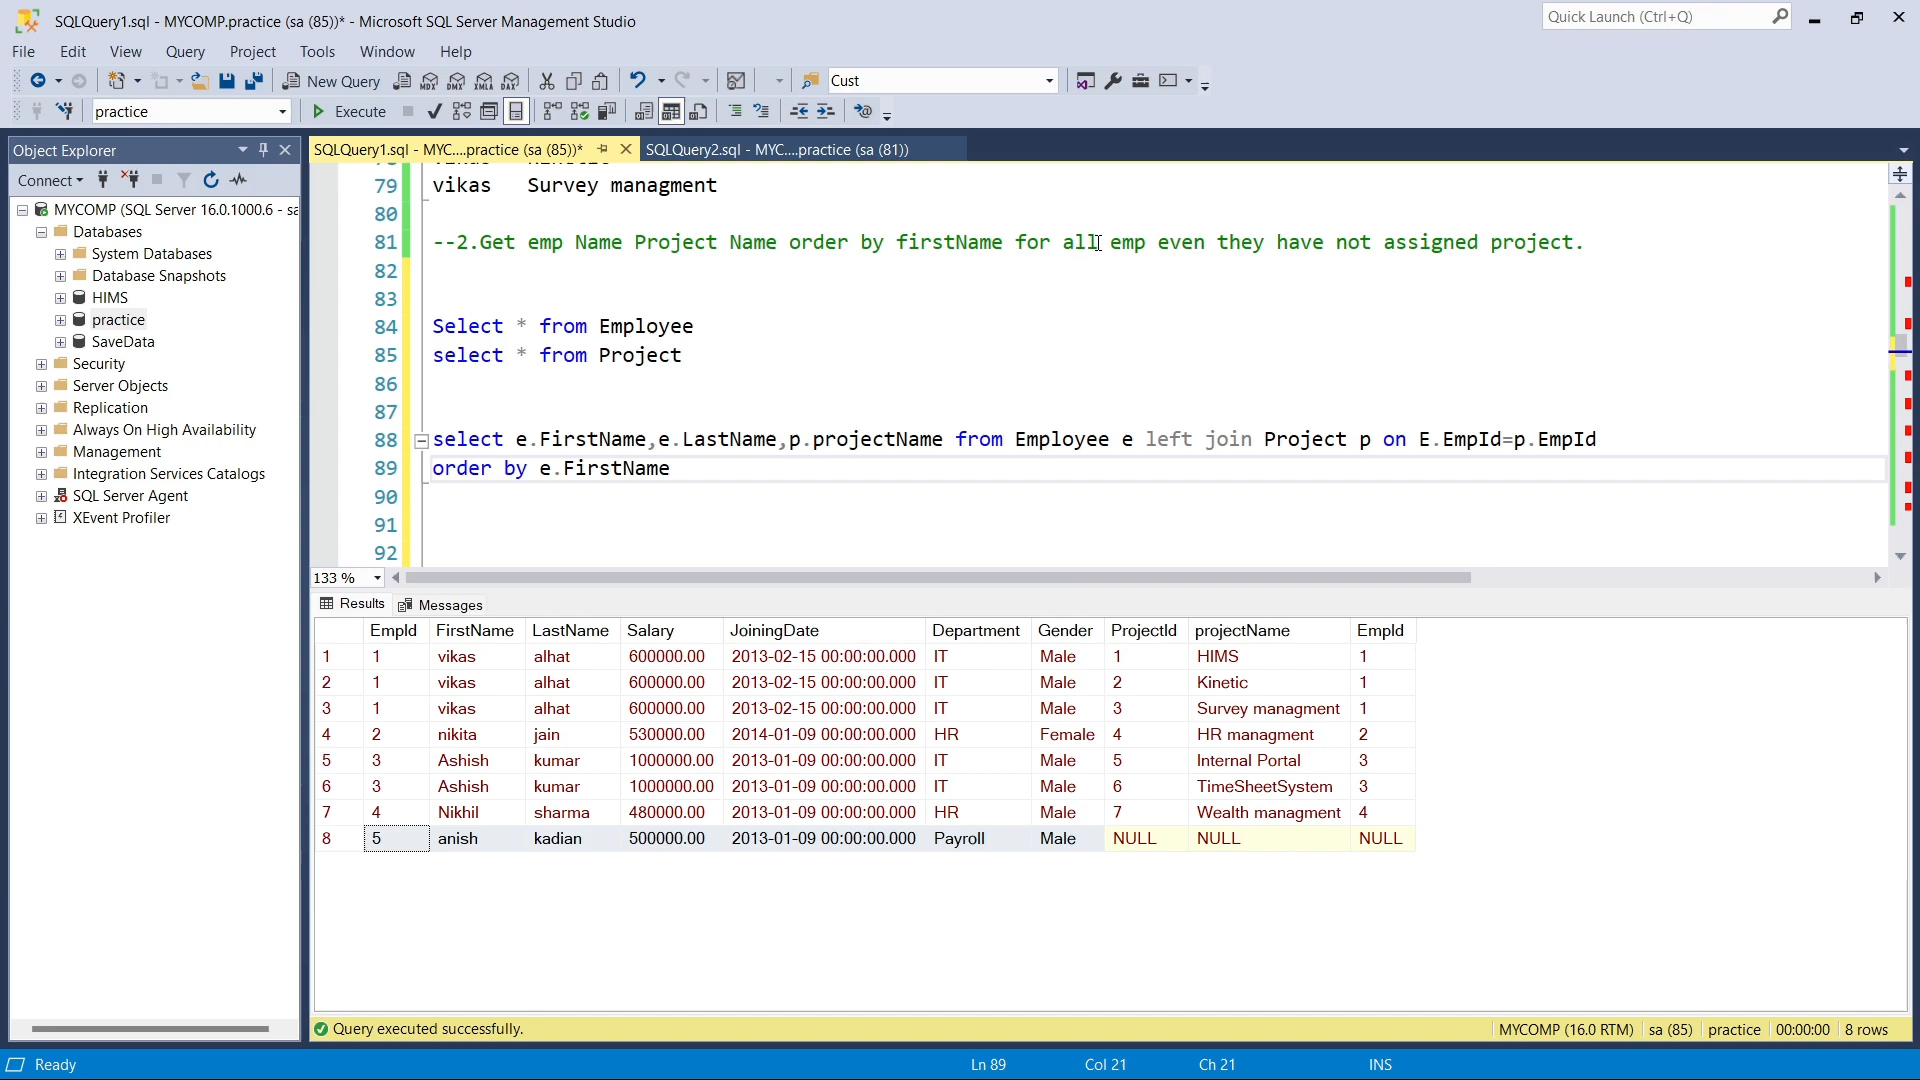 SQLQuery1.sql - MYCOMP.practice (sa (85))* - Microsoft SQL Server Management Studio
Quick Launch (Ctrl+Q)
File Edit View Query Project Tools Window Help
New Query MDX DMX XMLA DAX Cust
practice Execute
Object Explorer
SQLQuery1.sql - MYC....practice (sa (85))*
SQLQuery2.sql - MYC....practice (sa (81))
Connect
MYCOMP (SQL Server 16.0.1000.6 - sa
Databases
System Databases
Database Snapshots
HIMS
practice
SaveData
Security
Server Objects
Replication
Always On High Availability
Management
Integration Services Catalogs
SQL Server Agent
XEvent Profiler
79 vikas Survey managment
80
81 --2.Get emp Name Project Name order by firstName for all emp even they have not assigned project.
82
83
84 Select * from Employee
85 select * from Project
86
87
88 select e.FirstName,e.LastName,p.projectName from Employee e left join Project p on E.EmpId=p.EmpId
89 order by e.FirstName
90
91
92
133 %
Results Messages
EmpId FirstName LastName Salary JoiningDate Department Gender ProjectId projectName EmpId
1 1 vikas alhat 600000.00 2013-02-15 00:00:00.000 IT Male 1 HIMS 1
2 1 vikas alhat 600000.00 2013-02-15 00:00:00.000 IT Male 2 Kinetic 1
3 1 vikas alhat 600000.00 2013-02-15 00:00:00.000 IT Male 3 Survey managment 1
4 2 nikita jain 530000.00 2014-01-09 00:00:00.000 HR Female 4 HR managment 2
5 3 Ashish kumar 1000000.00 2013-01-09 00:00:00.000 IT Male 5 Internal Portal 3
6 3 Ashish kumar 1000000.00 2013-01-09 00:00:00.000 IT Male 6 TimeSheetSystem 3
7 4 Nikhil sharma 480000.00 2013-01-09 00:00:00.000 HR Male 7 Wealth managment 4
8 5 anish kadian 500000.00 2013-01-09 00:00:00.000 Payroll Male NULL NULL NULL
Query executed successfully.
MYCOMP (16.0 RTM) sa (85) practice 00:00:00 8 rows
Ready Ln 89 Col 21 Ch 21 INS